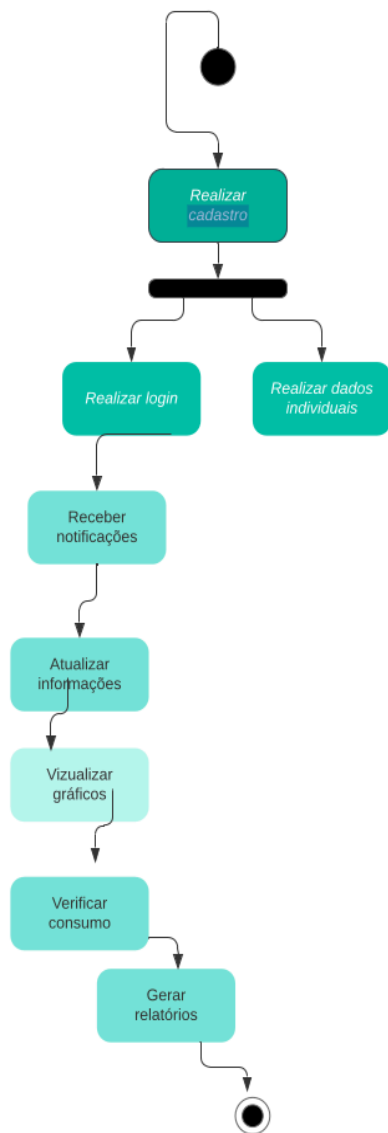 Realizar
cadastro
Realizar login
Realizar dados
individuais
Receber
notificações
Atualizar
informações
Vizualizar
gráficos
Verificar
consumo
Gerar
relatórios